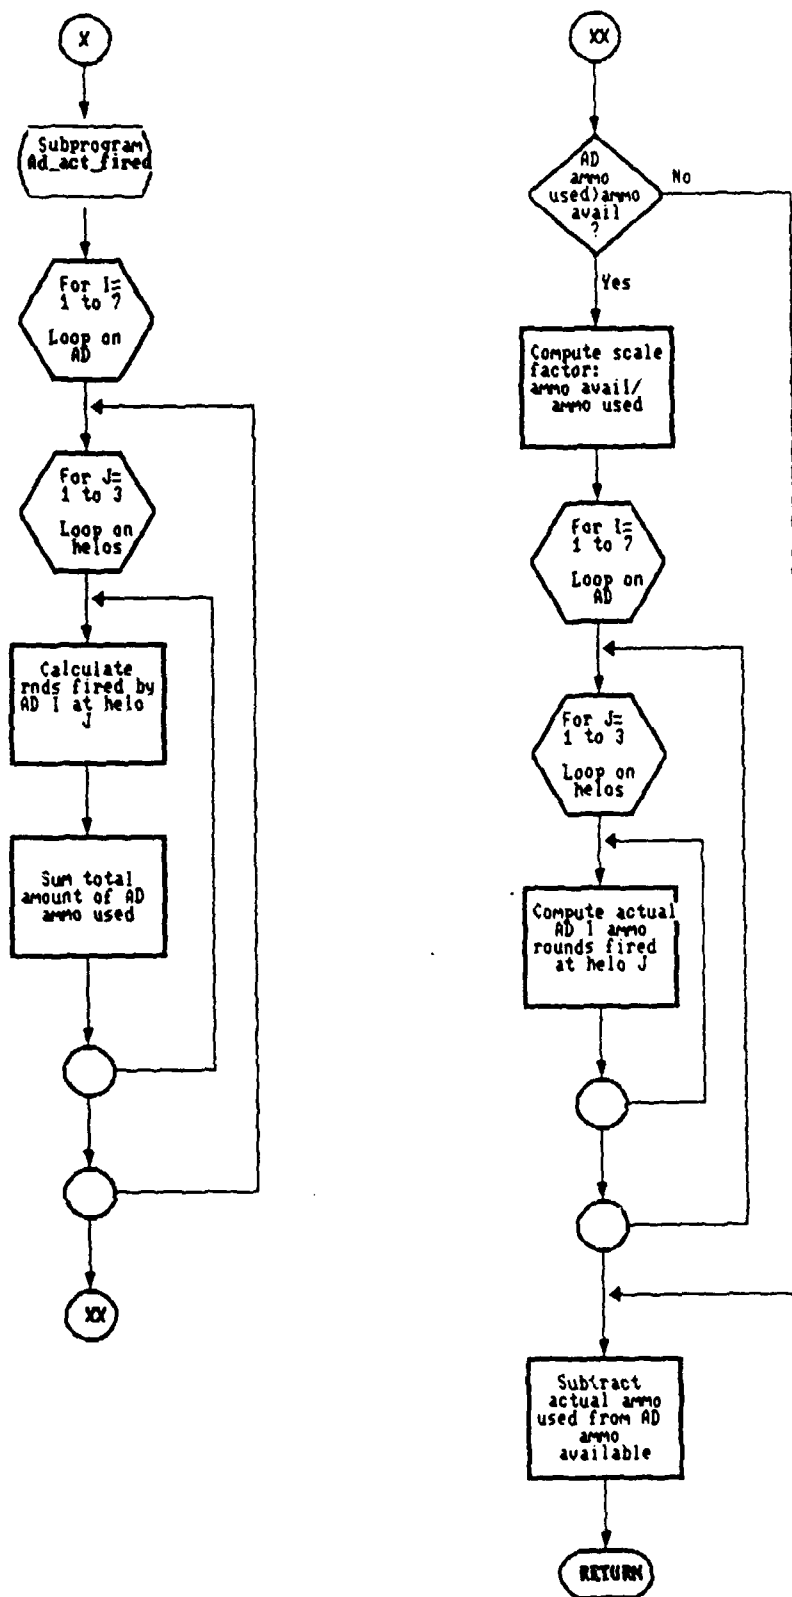 X
Subprogram
Ad_act_fired
For I=
1 to 7
Loop on
AD
For J=
1 to 3
Loop on
helos
Calculate
rnds fired by
AD I at helo
J
Sum total
amount of AD
ammo used
XX
XX
AD
ammo
used>ammo
avail
?
No
Yes
Compute scale
factor:
ammo avail/
ammo used
For I=
1 to 7
Loop on
AD
For J=
1 to 3
Loop on
helos
Compute actual
AD I ammo
rounds fired
at helo J
Subtract
actual ammo
used from AD
ammo
available
RETURN